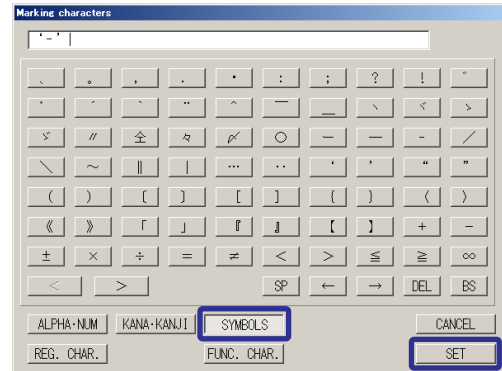 Marking characters
‘-’
、 。 ， ． ・ ： ； ？ ！ ゛
゜ ´ ｀ ¨ ＾ ￣ ＿ ヽ ヾ ゝ
ゞ 〃 仝 々 〆 〇 ー ― ‐ ／
＼ ～ ∥ ｜ … ‥ ‘ ’ “ ”
（ ） 〔 〕 ［ ］ ｛ ｝ 〈 〉
《 》 「 」 『 』 【 】 ＋ －
± × ÷ ＝ ≠ ＜ ＞ ≦ ≧ ∞
< > SP ← → DEL BS
ALPHA･NUM KANA･KANJI SYMBOLS CANCEL
REG. CHAR. FUNC. CHAR. SET